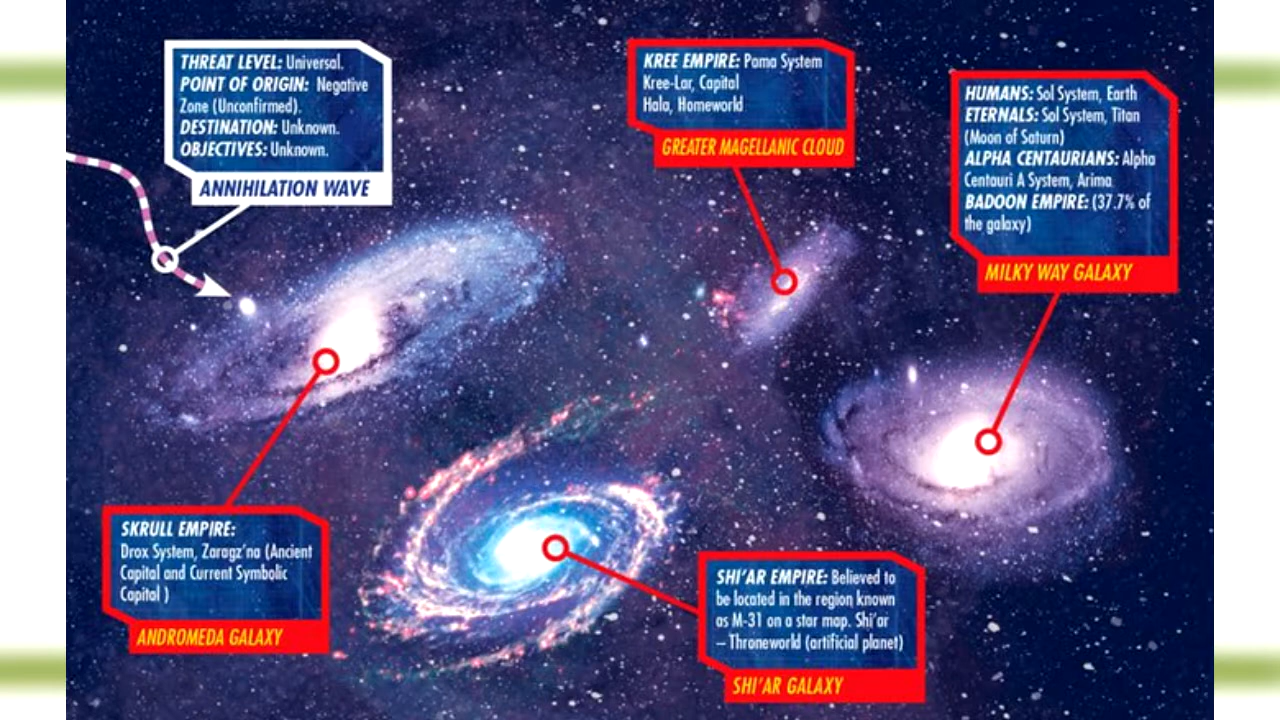 THREAT LEVEL: Universal.
POINT OF ORIGIN: Negative
Zone (Unconfirmed).
DESTINATION: Unknown.
OBJECTIVES: Unknown.
ANNIHILATION WAVE
KREE EMPIRE: Pama System
Kree-Lar, Capital
Hala, Homeworld
GREATER MAGELLANIC CLOUD
HUMANS: Sol System, Earth
ETERNALS: Sol System, Titan
(Moon of Saturn)
ALPHA CENTAURIANS: Alpha
Centauri A System, Arima
BADOON EMPIRE: (37.7% of
the galaxy)
MILKY WAY GALAXY
SKRULL EMPIRE:
Drox System, Zaragz'na (Ancient
Capital and Current Symbolic
Capital )
ANDROMEDA GALAXY
SHI'AR EMPIRE: Believed to
be located in the region known
as M-31 on a star map. Shi'ar
– Throneworld (artificial planet)
SHI'AR GALAXY